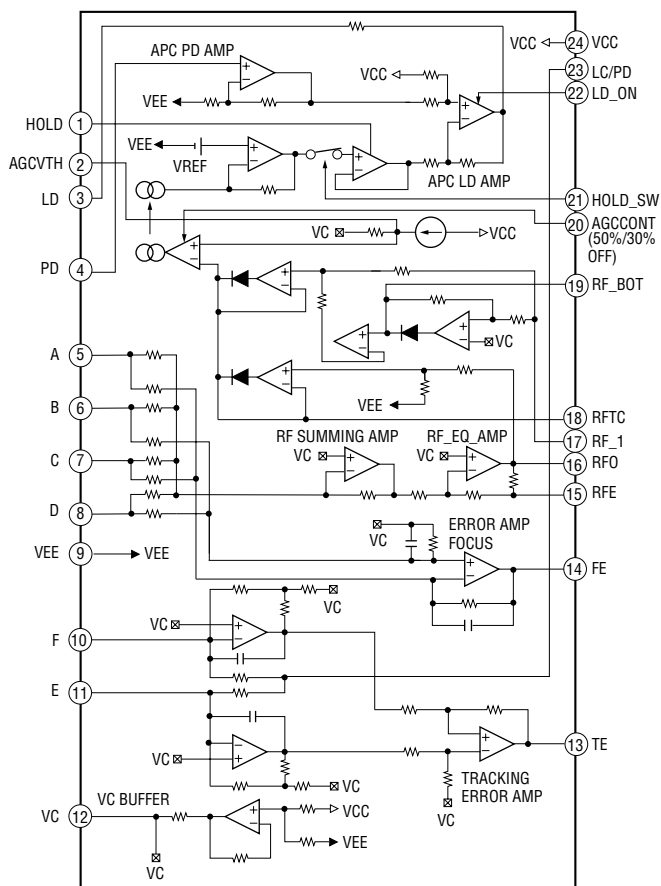 APC PD AMP
VCC
24
VCC
VCC
23
LC/PD
VEE
22
LD_ON
HOLD
1
VEE
VREF
AGCVTH
2
APC LD AMP
LD
3
21
HOLD_SW
VC
VCC
20
AGCCONT
(50%/30%
OFF)
PD
4
19
RF_BOT
VC
A
5
B
6
VEE
18
RFTC
RF SUMMING AMP
RF_EQ_AMP
17
RF_1
C
7
VC
VC
16
RFO
15
RFE
D
8
VC
ERROR AMP
FOCUS
VEE
9
VEE
14
FE
VC
F
10
VC
E
11
13
TE
VC
VC
TRACKING
ERROR AMP
VC BUFFER
VCC
VC
VC
12
VEE
VC